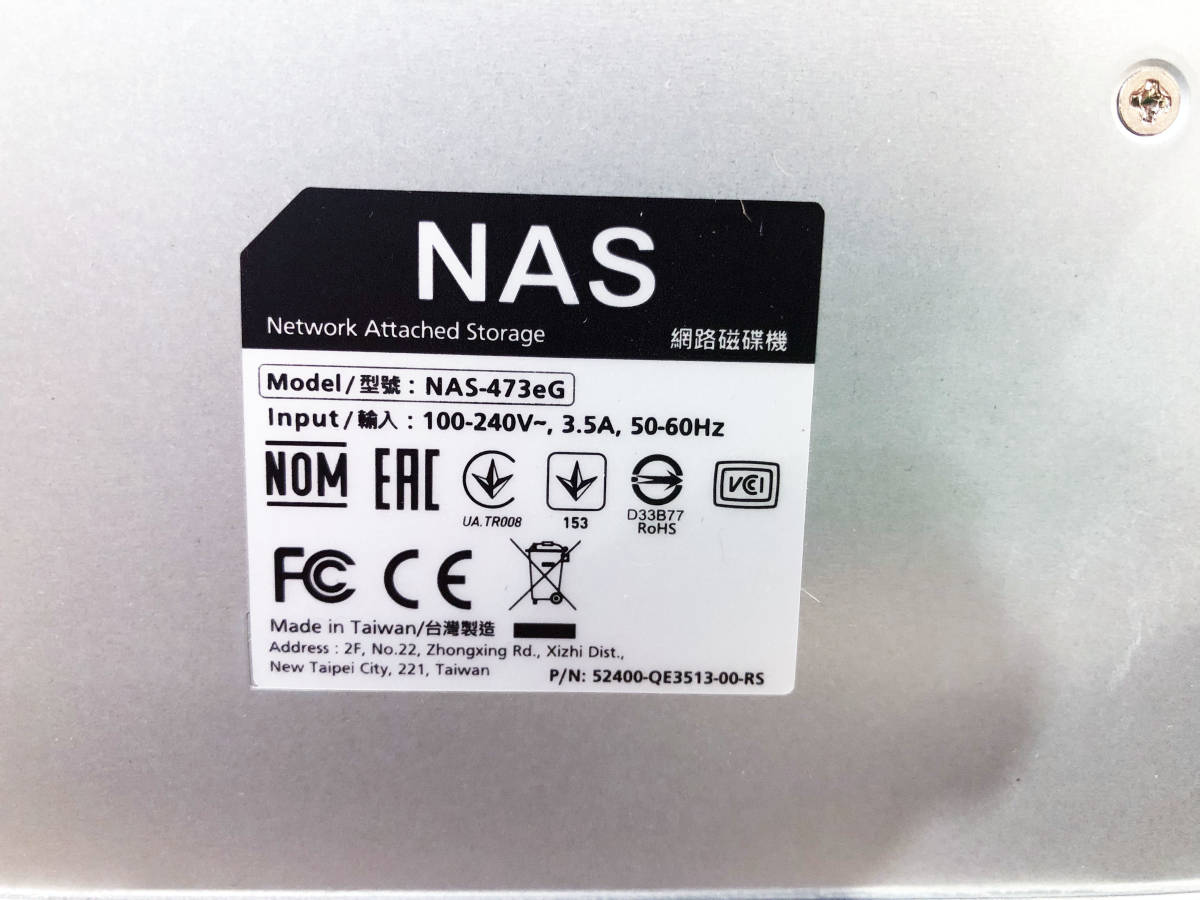 NAS
Network Attached Storage 網路磁碟機
Model/型號：NAS-473eG
Input/輸入：100-240V~, 3.5A, 50-60Hz
NOM EAC VCI
UA.TR008 153 D33B77
RoHS
FC CE
Made in Taiwan/台灣製造
Address : 2F, No.22, Zhongxing Rd., Xizhi Dist.,
New Taipei City, 221, Taiwan P/N: 52400-QE3513-00-RS